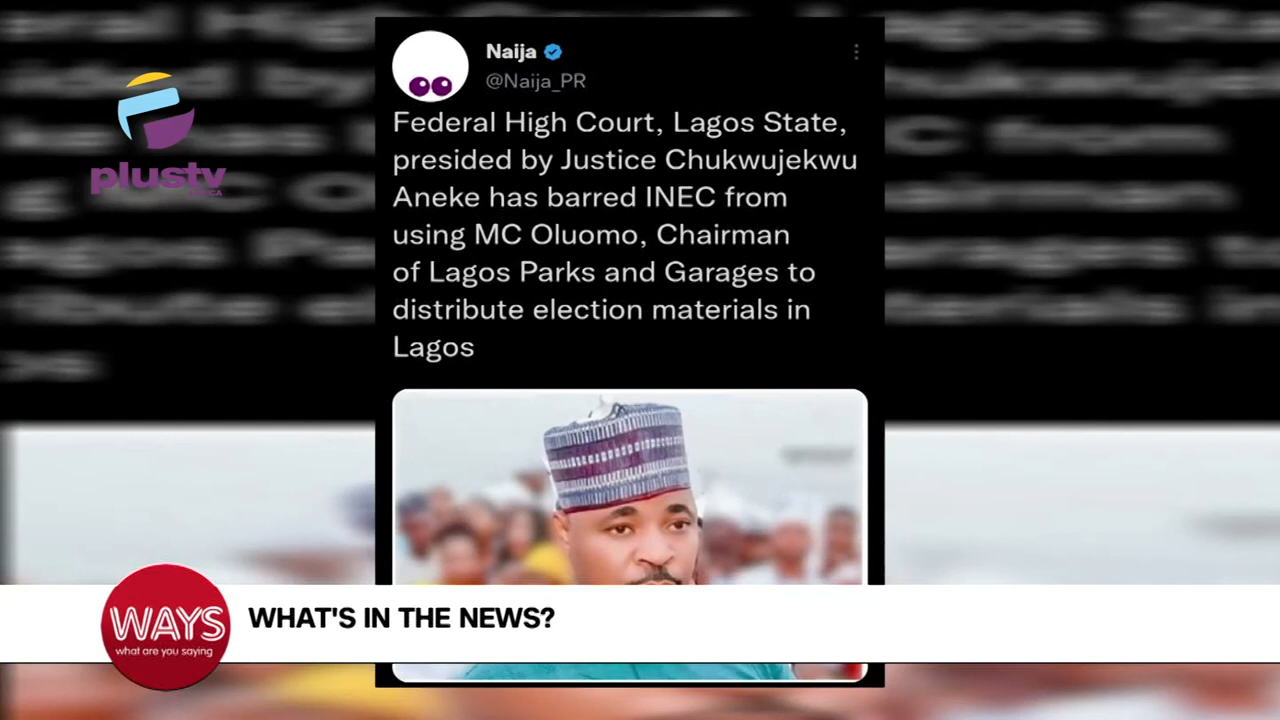 plustv
AFRICA
Naija
@Naija_PR
Federal High Court, Lagos State,
presided by Justice Chukwujekwu
Aneke has barred INEC from
using MC Oluomo, Chairman
of Lagos Parks and Garages to
distribute election materials in
Lagos
WAYS
what are you saying
WHAT'S IN THE NEWS?